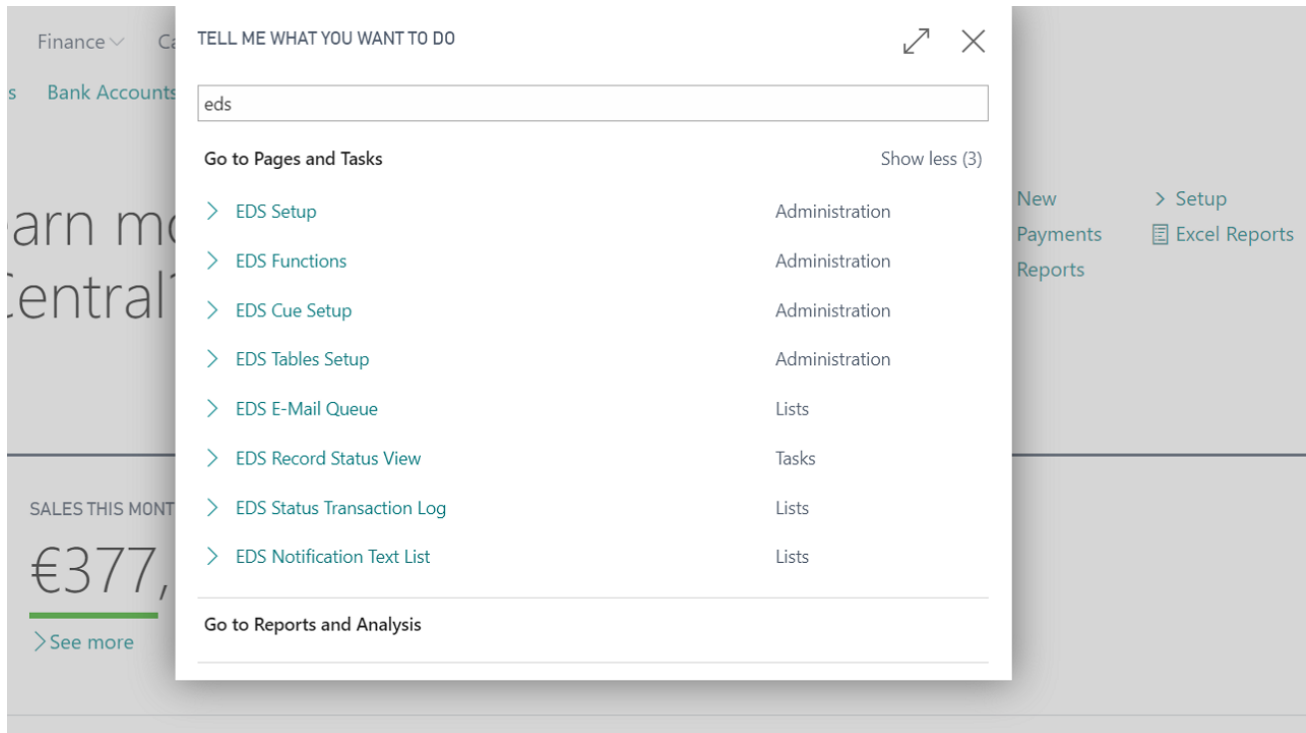 Finance
TELL ME WHAT YOU WANT TO DO
Bank Accounts
eds
Go to Pages and Tasks Show less (3)
EDS Setup Administration
EDS Functions Administration
EDS Cue Setup Administration
EDS Tables Setup Administration
EDS E-Mail Queue Lists
EDS Record Status View Tasks
EDS Status Transaction Log Lists
EDS Notification Text List Lists
Go to Reports and Analysis
New Setup
Payments Excel Reports
Reports
Central?
SALES THIS MONT
€377,
See more